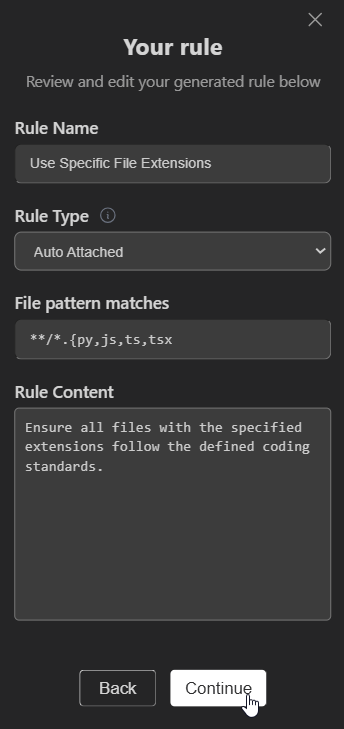 Your rule
Review and edit your generated rule below
Rule Name
Use Specific File Extensions
Rule Type
Auto Attached
File pattern matches
**/*.{py,js,ts,tsx
Rule Content
Ensure all files with the specified
extensions follow the defined coding
standards.
Back
Continue